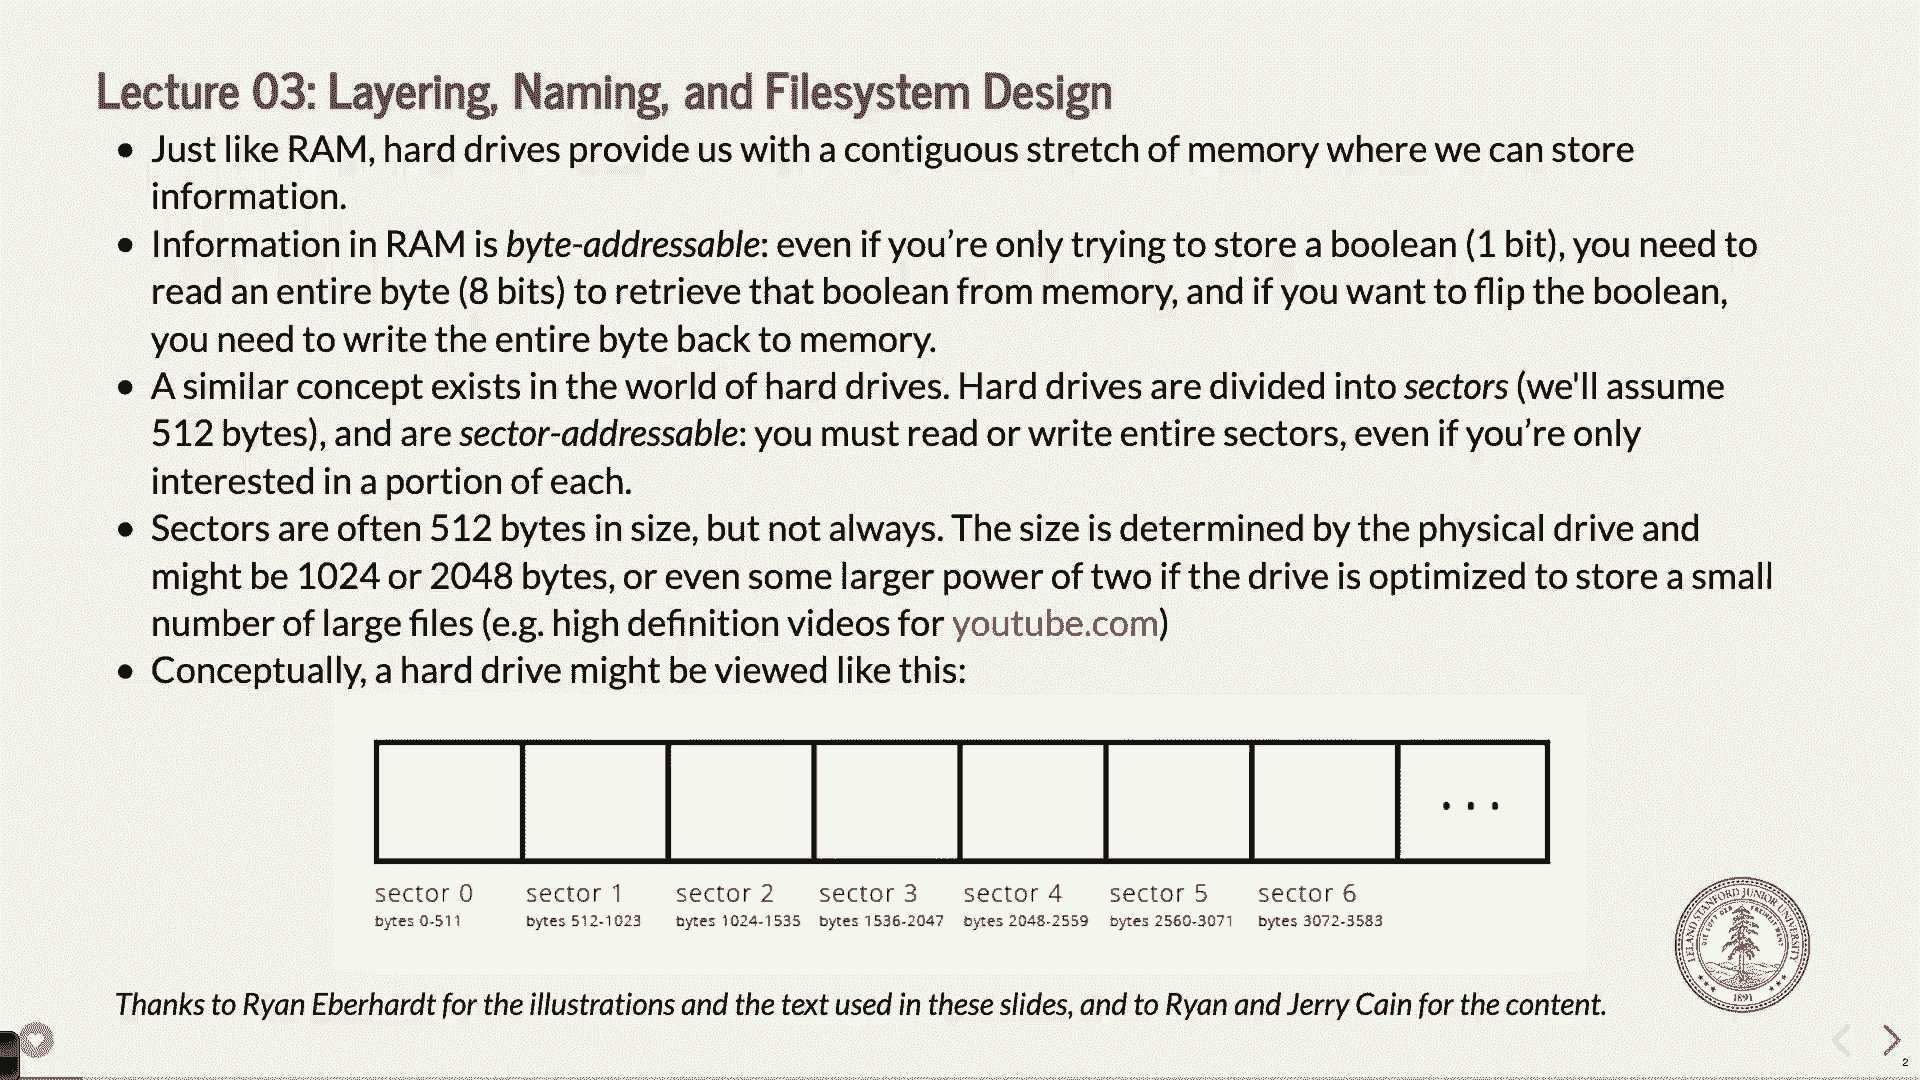 Lecture 03: Layering, Naming, and Filesystem Design
• Just like RAM, hard drives provide us with a contiguous stretch of memory where we can store
information.
• Information in RAM is byte-addressable: even if you’re only trying to store a boolean (1 bit), you need to
read an entire byte (8 bits) to retrieve that boolean from memory, and if you want to flip the boolean,
you need to write the entire byte back to memory.
• A similar concept exists in the world of hard drives. Hard drives are divided into sectors (we'll assume
512 bytes), and are sector-addressable: you must read or write entire sectors, even if you’re only
interested in a portion of each.
• Sectors are often 512 bytes in size, but not always. The size is determined by the physical drive and
might be 1024 or 2048 bytes, or even some larger power of two if the drive is optimized to store a small
number of large files (e.g. high definition videos for youtube.com)
• Conceptually, a hard drive might be viewed like this:
. . .
sector 0 sector 1 sector 2 sector 3 sector 4 sector 5 sector 6
bytes 0-511 bytes 512-1023 bytes 1024-1535 bytes 1536-2047 bytes 2048-2559 bytes 2560-3071 bytes 3072-3583
LELAND STANFORD JUNIOR UNIVERSITY
DIE LUFT DER FREIHEIT WEHT
1891
Thanks to Ryan Eberhardt for the illustrations and the text used in these slides, and to Ryan and Jerry Cain for the content.
2